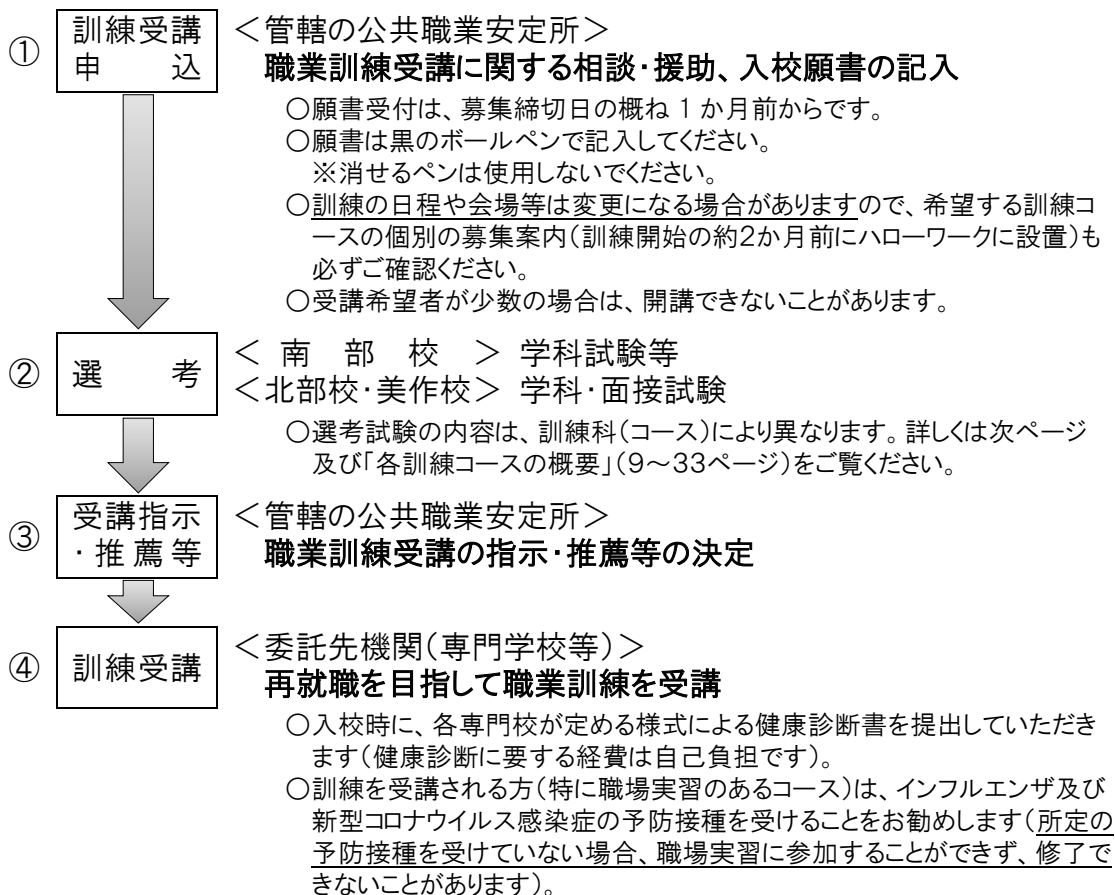 ① 訓練受講申込 ＜管轄の公共職業安定所＞
職業訓練受講に関する相談・援助、入校願書の記入
○願書受付は、募集締切日の概ね１か月前からです。
○願書は黒のボールペンで記入してください。
※消せるペンは使用しないでください。
○訓練の日程や会場等は変更になる場合がありますので、希望する訓練コ
ースの個別の募集案内（訓練開始の約２か月前にハローワークに設置）も
必ずご確認ください。
○受講希望者が少数の場合は、開講できないことがあります。
② 選考 ＜南部校＞ 学科試験等
＜北部校・美作校＞ 学科・面接試験
○選考試験の内容は、訓練科（コース）により異なります。詳しくは次ページ
及び「各訓練コースの概要」（９～３３ページ）をご覧ください。
③ 受講指示・推薦等 ＜管轄の公共職業安定所＞
職業訓練受講の指示・推薦等の決定
④ 訓練受講 ＜委託先機関（専門学校等）＞
再就職を目指して職業訓練を受講
○入校時に、各専門校が定める様式による健康診断書を提出していただき
ます（健康診断に要する経費は自己負担です）。
○訓練を受講される方（特に職場実習のあるコース）は、インフルエンザ及び
新型コロナウイルス感染症の予防接種を受けることをお勧めします（所定の
予防接種を受けていない場合、職場実習に参加することができず、修了で
きないことがあります）。